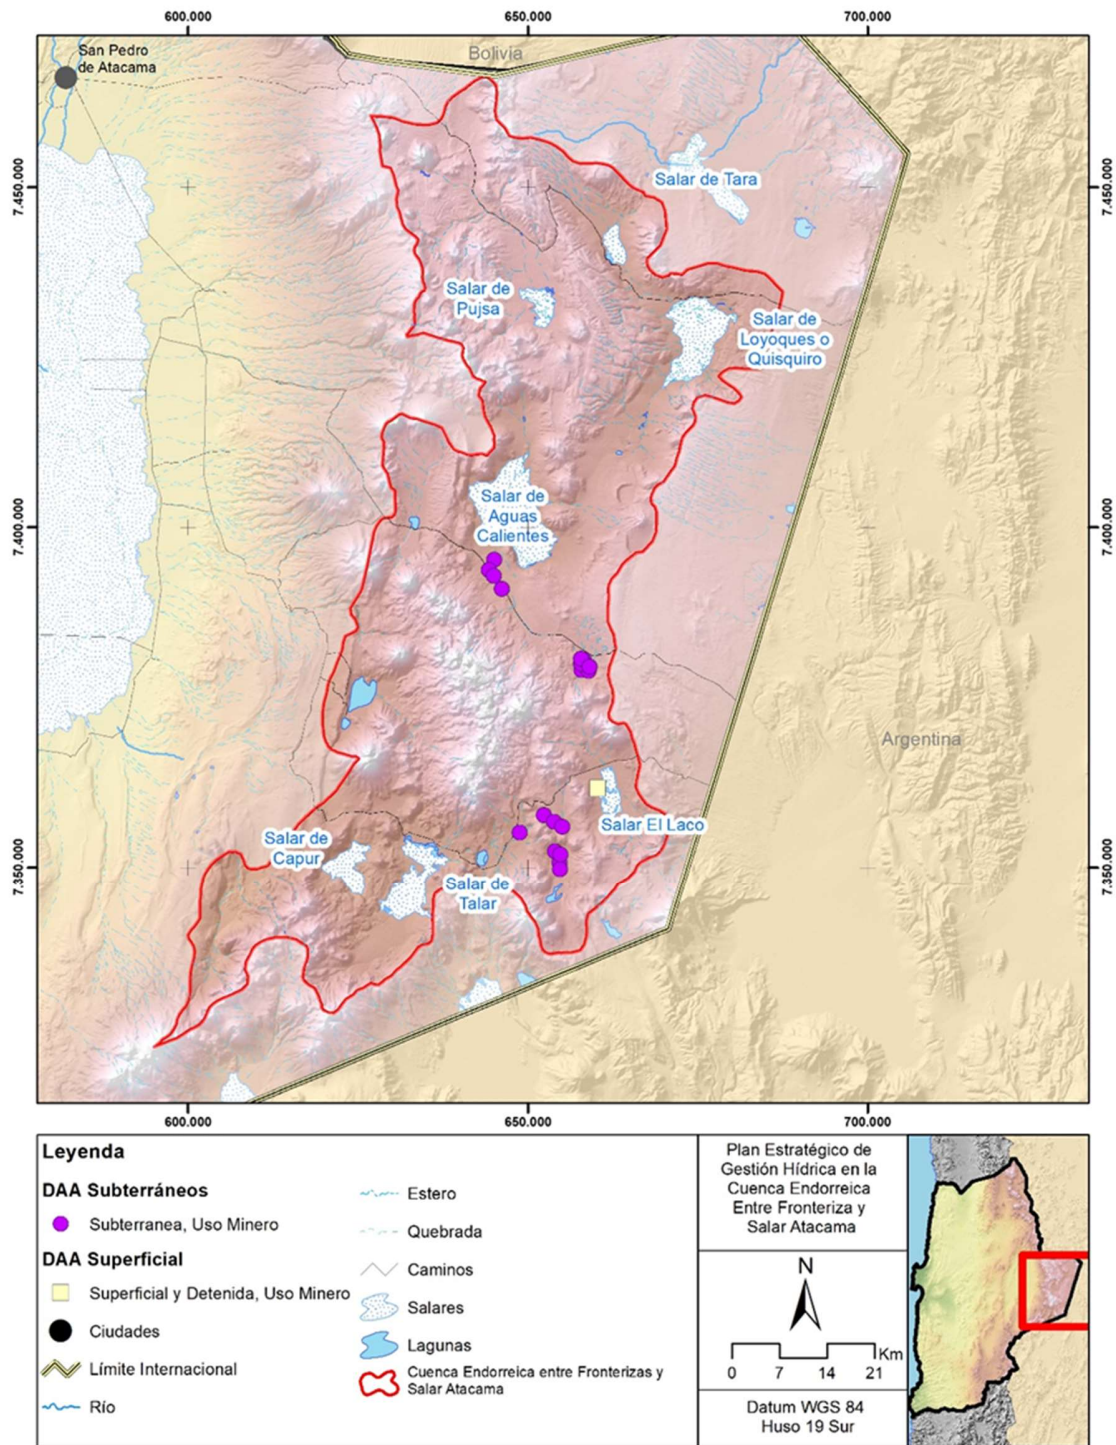 600.000
650.000
700.000
San Pedro
de Atacama
Bolivia
7.450.000
7.450.000
Salar de Tara
Salar de
Pujsa
Salar de
Loyoques o
Quisquiro
Salar de
Aguas
Calientes
7.400.000
7.400.000
Argentina
Salar El Laco
Salar de
Capur
Salar de
Talar
7.350.000
7.350.000
600.000
650.000
700.000
Leyenda
DAA Subterráneos
Subterranea, Uso Minero
DAA Superficial
Superficial y Detenida, Uso Minero
Ciudades
Límite Internacional
Río
Estero
Quebrada
Caminos
Salares
Lagunas
Cuenca Endorreica entre Fronterizas y
Salar Atacama
Plan Estratégico de
Gestión Hídrica en la
Cuenca Endorreica
Entre Fronteriza y
Salar Atacama
N
Km
0 7 14 21
Datum WGS 84
Huso 19 Sur